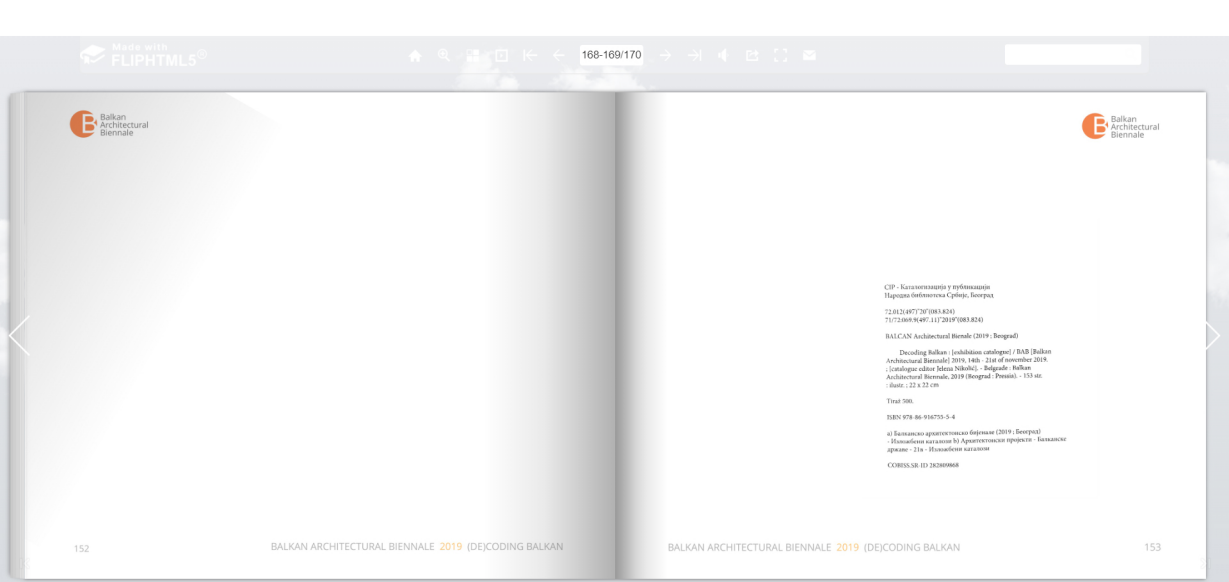 Made with
FLIPHTML5
168-169/170
Balkan
Architectural
Biennale
152
BALKAN ARCHITECTURAL BIENNALE 2019 (DE)CODING BALKAN
Balkan
Architectural
Biennale
CIP - Каталогизација у публикацији
Народна библиотека Србије, Београд
72.012(497)"20"(083.824)
71/72:069.9(497.11)"2019"(083.824)
BALCAN Architectural Bienale (2019 ; Beograd)
Decoding Balkan : [exhibition catalogue] / BAB [Balkan
Architectural Biennale] 2019, 14th - 21st of november 2019.
; [catalogue editor Jelena Nikolić]. - Belgrade : Balkan
Architectural Biennale, 2019 (Beograd : Pressis). - 153 str.
: ilustr. ; 22 x 22 cm
Tiraž 500.
ISBN 978-86-916755-5-4
а) Балканско архитектонско бијенале (2019 ; Београд)
- Изложбени каталози b) Архитектонски пројекти - Балканске
државе - 21в - Изложбени каталози
COBISS.SR-ID 282809868
BALKAN ARCHITECTURAL BIENNALE 2019 (DE)CODING BALKAN
153